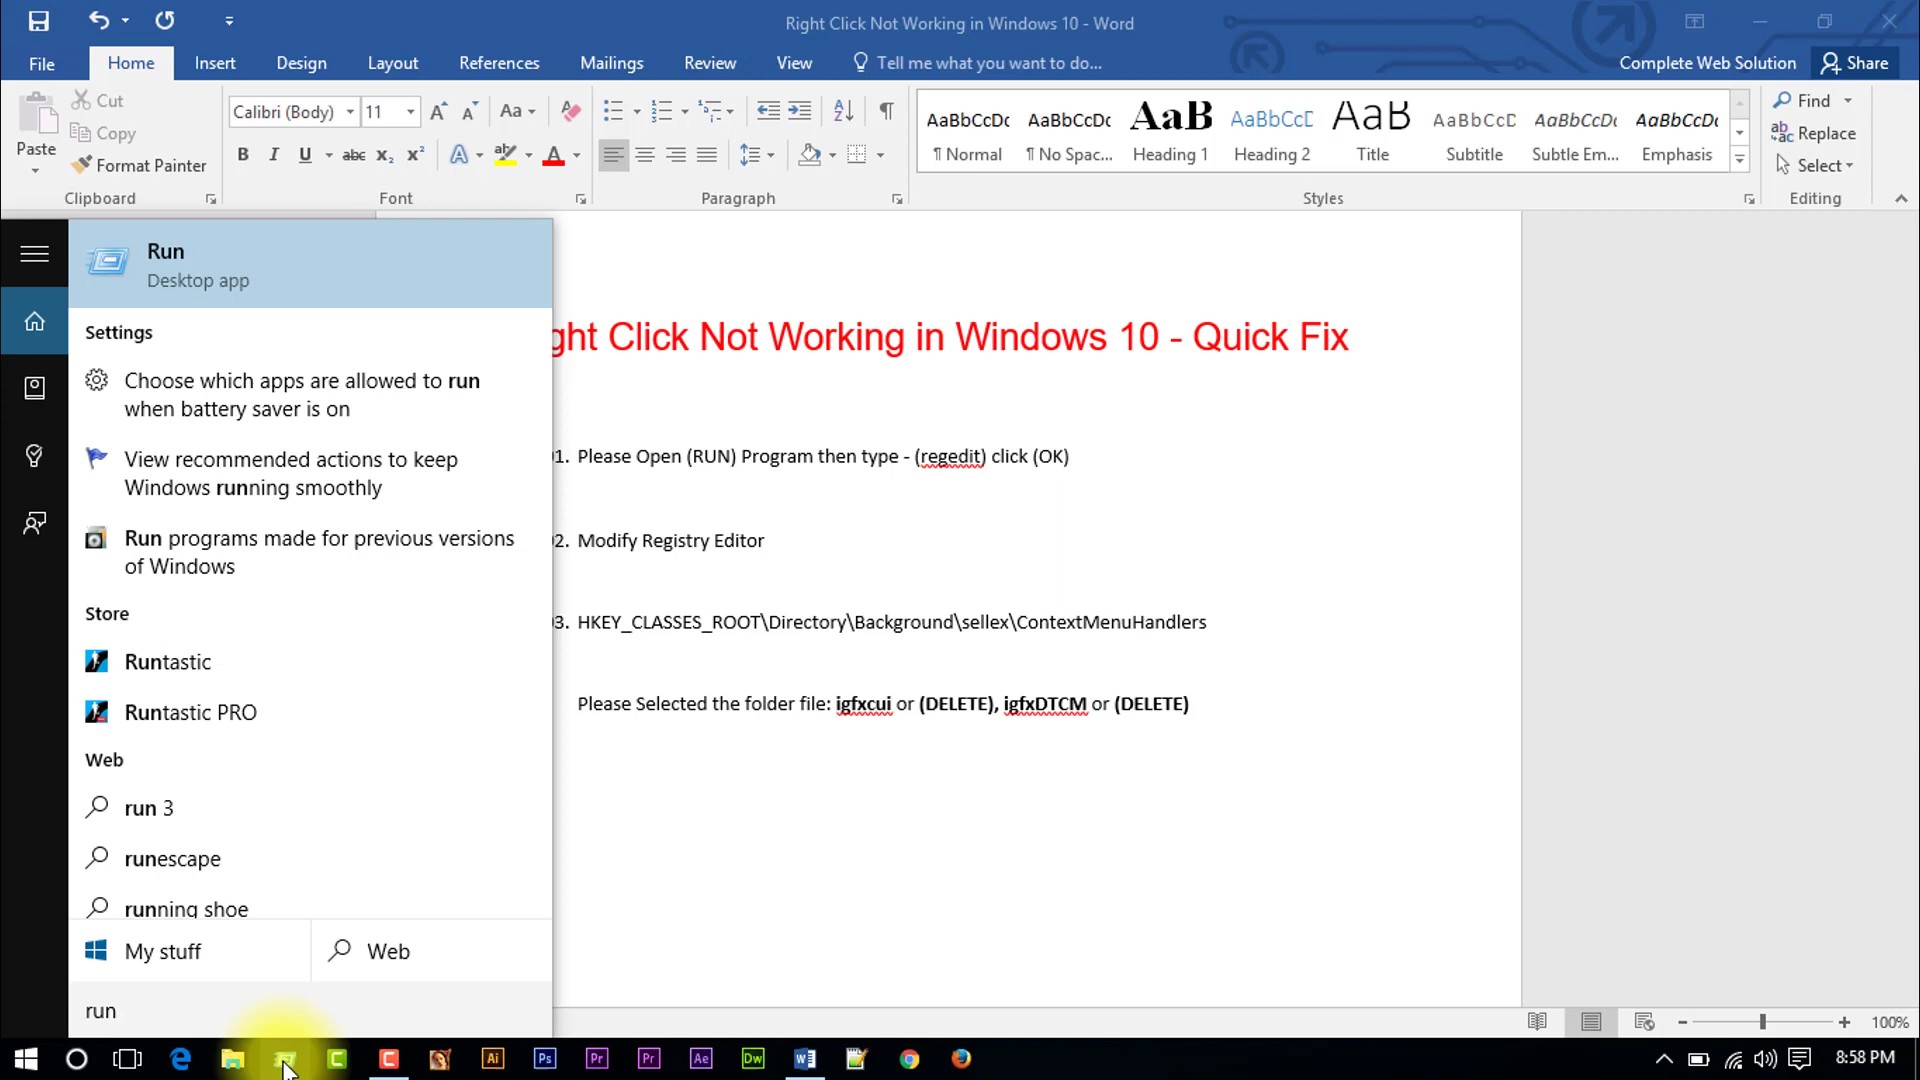 Right Click Not Working in Windows 10 - Word
File Home Insert Design Layout References Mailings Review View Tell me what you want to do... Complete Web Solution Share
Paste
Cut
Copy
Format Painter
Clipboard
Calibri (Body) 11
Font
Paragraph
AaBbCcDc AaBbCcDc AaB AaBbCcD AaB AaBbCcD AaBbCcDc AaBbCcDc
¶ Normal ¶ No Spac... Heading 1 Heading 2 Title Subtitle Subtle Em... Emphasis
Styles
Find
Replace
Select
Editing
Run
Desktop app
Settings
Choose which apps are allowed to run
when battery saver is on
View recommended actions to keep
Windows running smoothly
Run programs made for previous versions
of Windows
Store
Runtastic
Runtastic PRO
Web
run 3
runescape
running shoe
My stuff Web
run
ght Click Not Working in Windows 10 - Quick Fix
01. Please Open (RUN) Program then type - (regedit) click (OK)
02. Modify Registry Editor
03. HKEY_CLASSES_ROOT\Directory\Background\sellex\ContextMenuHandlers
Please Selected the folder file: igfxcui or (DELETE), igfxDTCM or (DELETE)
100%
8:58 PM